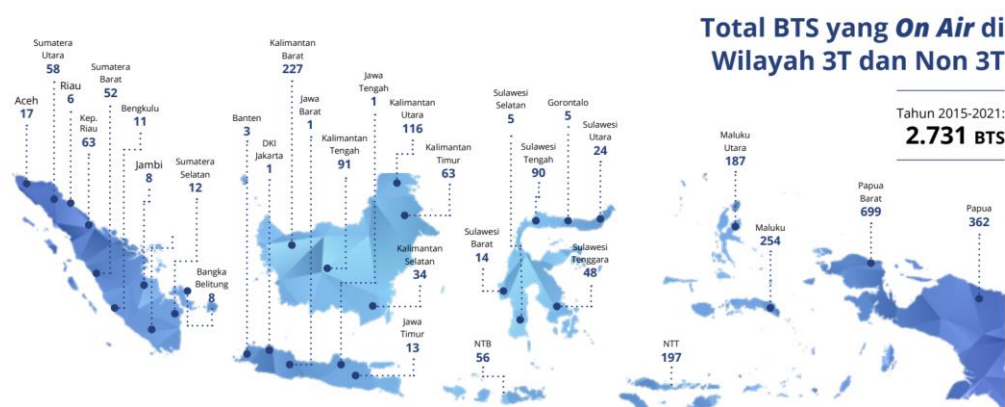 Total BTS yang On Air di
Wilayah 3T dan Non 3T
Tahun 2015-2021:
2.731 BTS
Aceh
17
Sumatera
Utara
58
Riau
6
Kep.
Riau
63
Sumatera
Barat
52
Bengkulu
11
Jambi
8
Sumatera
Selatan
12
Bangka
Belitung
8
Banten
3
DKI
Jakarta
1
Kalimantan
Barat
227
Jawa
Barat
1
Kalimantan
Tengah
91
Jawa
Tengah
1
Kalimantan
Utara
116
Kalimantan
Timur
63
Kalimantan
Selatan
34
Jawa
Timur
13
Sulawesi
Selatan
5
Gorontalo
5
Sulawesi
Utara
24
Sulawesi
Tengah
90
Sulawesi
Barat
14
Sulawesi
Tenggara
48
NTB
56
NTT
197
Maluku
Utara
187
Maluku
254
Papua
Barat
699
Papua
362